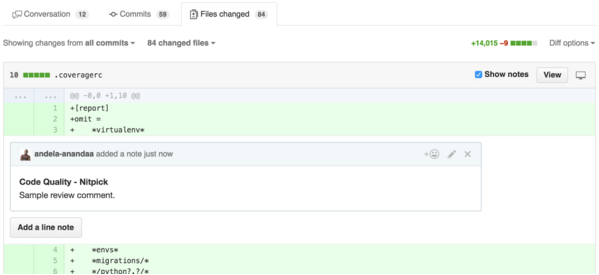 Conversation 12 Commits 59 Files changed 84
Showing changes from all commits 84 changed files +14,015 −9 Diff options
10 .coveragerc Show notes View
... ... @@ -0,0 +1,10 @@
1 +[report]
2 +omit =
3 + *virtualenv*
andela-anandaa added a note just now
Code Quality - Nitpick
Sample review comment.
Add a line note
4 + *envs*
5 + *migrations/*
6 + */python?.?/*